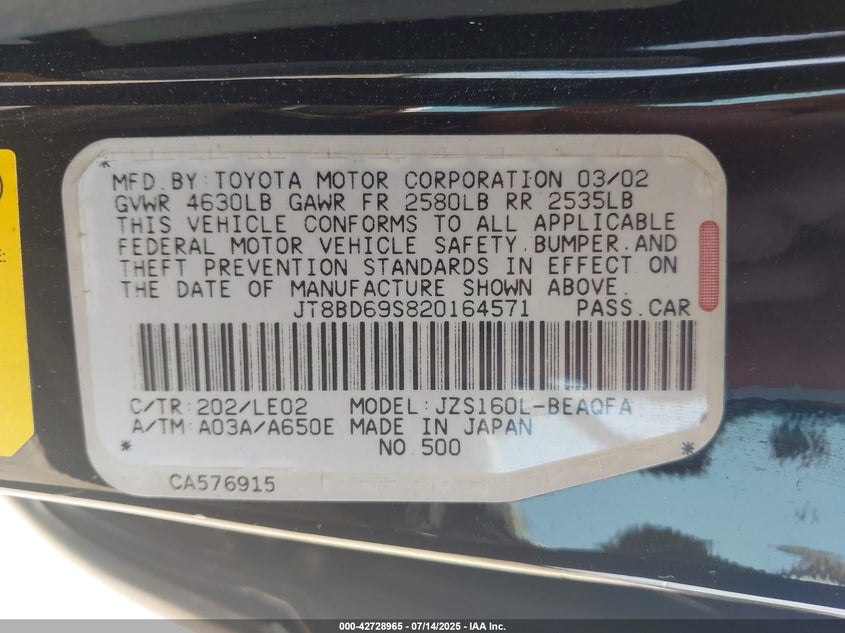 MFD.BY:TOYOTA MOTOR CORPORATION 03/02
GVWR 4630LB GAWR FR 2580LB RR 2535LB
THIS VEHICLE CONFORMS TO ALL APPLICABLE
FEDERAL MOTOR VEHICLE SAFETY.BUMPER.AND
THEFT PREVENTION STANDARDS IN EFFECT ON
THE DATE OF MANUFACTURE SHOWN ABOVE.
JT8BD69S820164571 PASS.CAR
C/TR:202/LE02 MODEL:JZS160L-BEAQFA
A/TM:A03A/A650E MADE IN JAPAN
NO.500
CA576915
000-42728965 | 07/14/2025 - IAA Inc.